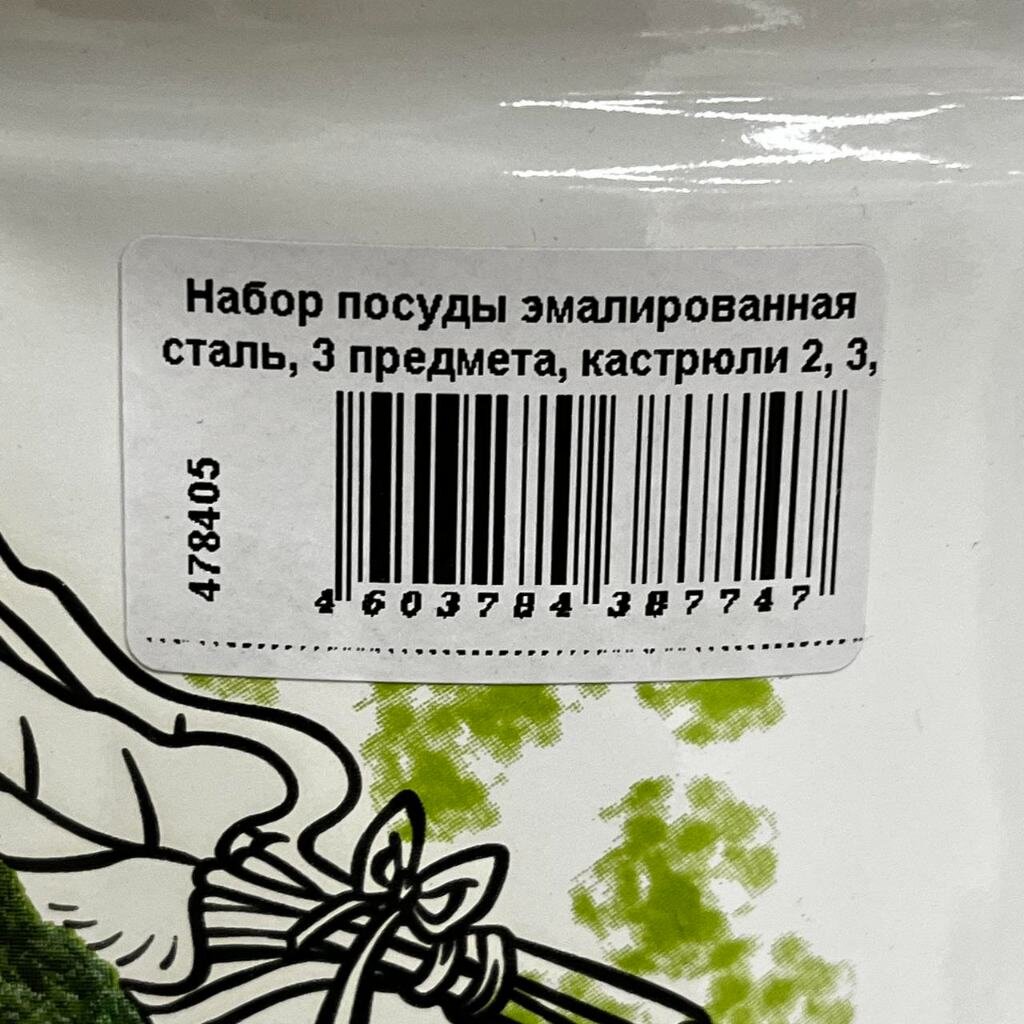 Набор посуды эмалированная
сталь, 3 предмета, кастрюли 2, 3,
478405
4 603784 387747